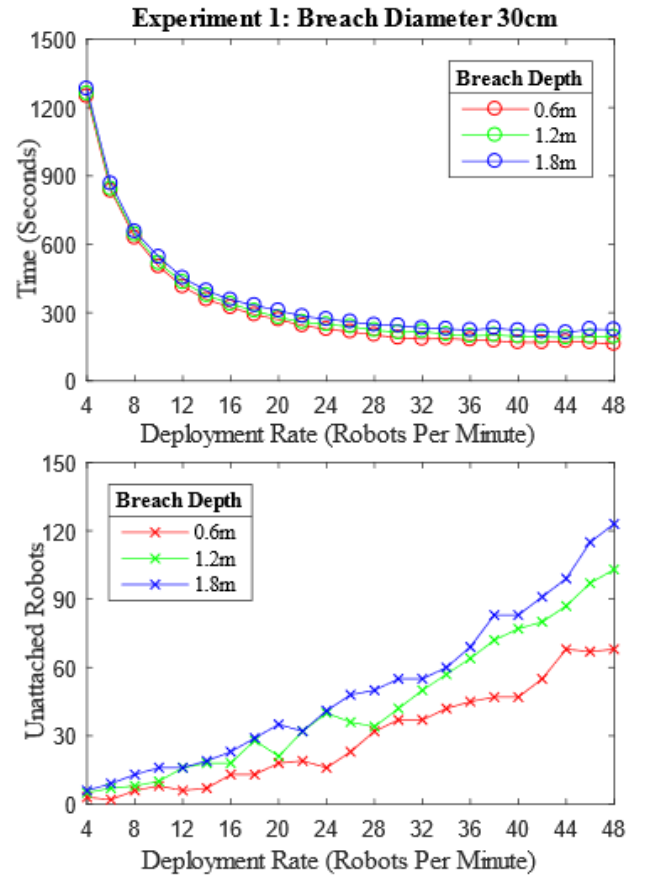 Experiment 1: Breach Diameter 30cm
1500
1200
900
600
300
0
Time (Seconds)
Breach Depth
0.6m
1.2m
1.8m
4 8 12 16 20 24 28 32 36 40 44 48
Deployment Rate (Robots Per Minute)
150
120
90
60
30
0
Unattached Robots
Breach Depth
0.6m
1.2m
1.8m
4 8 12 16 20 24 28 32 36 40 44 48
Deployment Rate (Robots Per Minute)